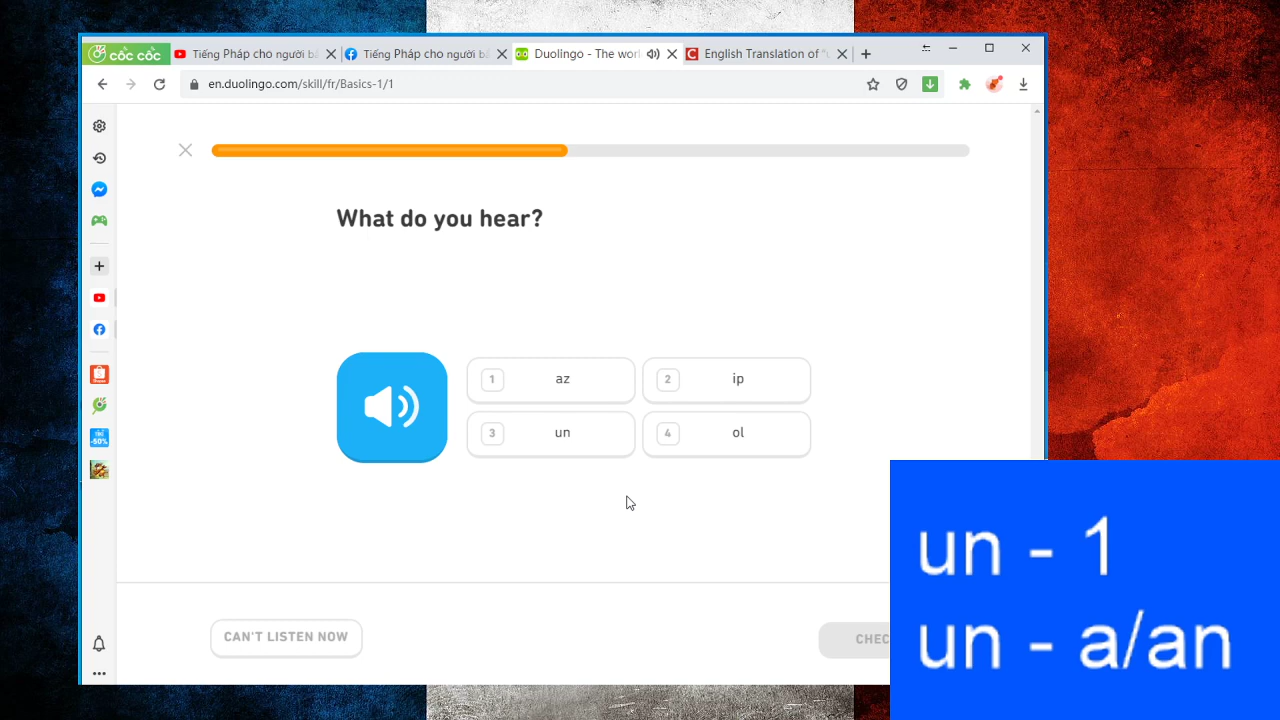 CỐC CỐC
Tiếng Pháp cho người b
Tiếng Pháp cho người b
Duolingo - The worl
English Translation of "
en.duolingo.com/skill/fr/Basics-1/1
What do you hear?
1 az
2 ip
3 un
4 ol
-50%
CAN'T LISTEN NOW
CHEC
un - 1
un - a/an